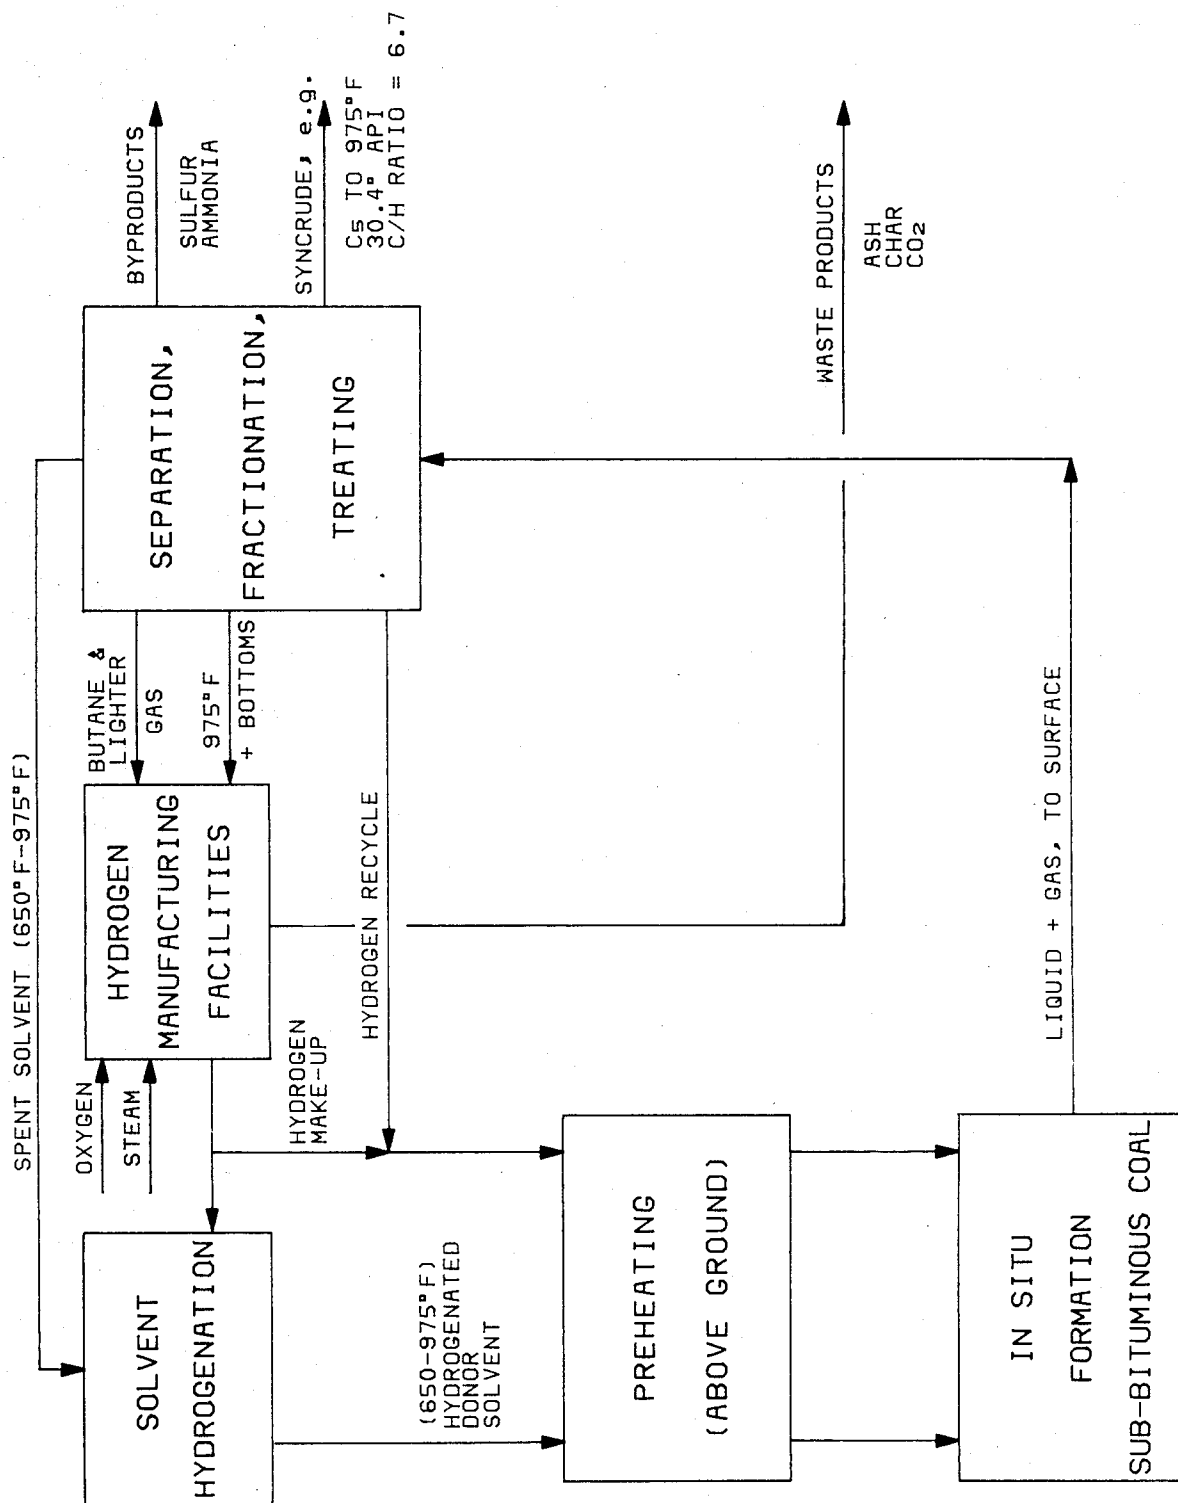 SPENT SOLVENT (650°F-975°F)
SOLVENT
HYDROGENATION
OXYGEN
STEAM
HYDROGEN
MANUFACTURING
FACILITIES
BUTANE &
LIGHTER
GAS
975°F
+ BOTTOMS
SEPARATION,
FRACTIONATION,
TREATING
BYPRODUCTS
SULFUR
AMMONIA
SYNCRUDE, e.g.
C5 TO 975°F
30.4° API
C/H RATIO = 6.7
HYDROGEN
MAKE-UP
HYDROGEN RECYCLE
(650-975°F)
HYDROGENATED
DONOR
SOLVENT
PREHEATING
(ABOVE GROUND)
WASTE PRODUCTS
ASH
CHAR
CO₂
IN SITU
FORMATION
SUB-BITUMINOUS COAL
LIQUID + GAS, TO SURFACE